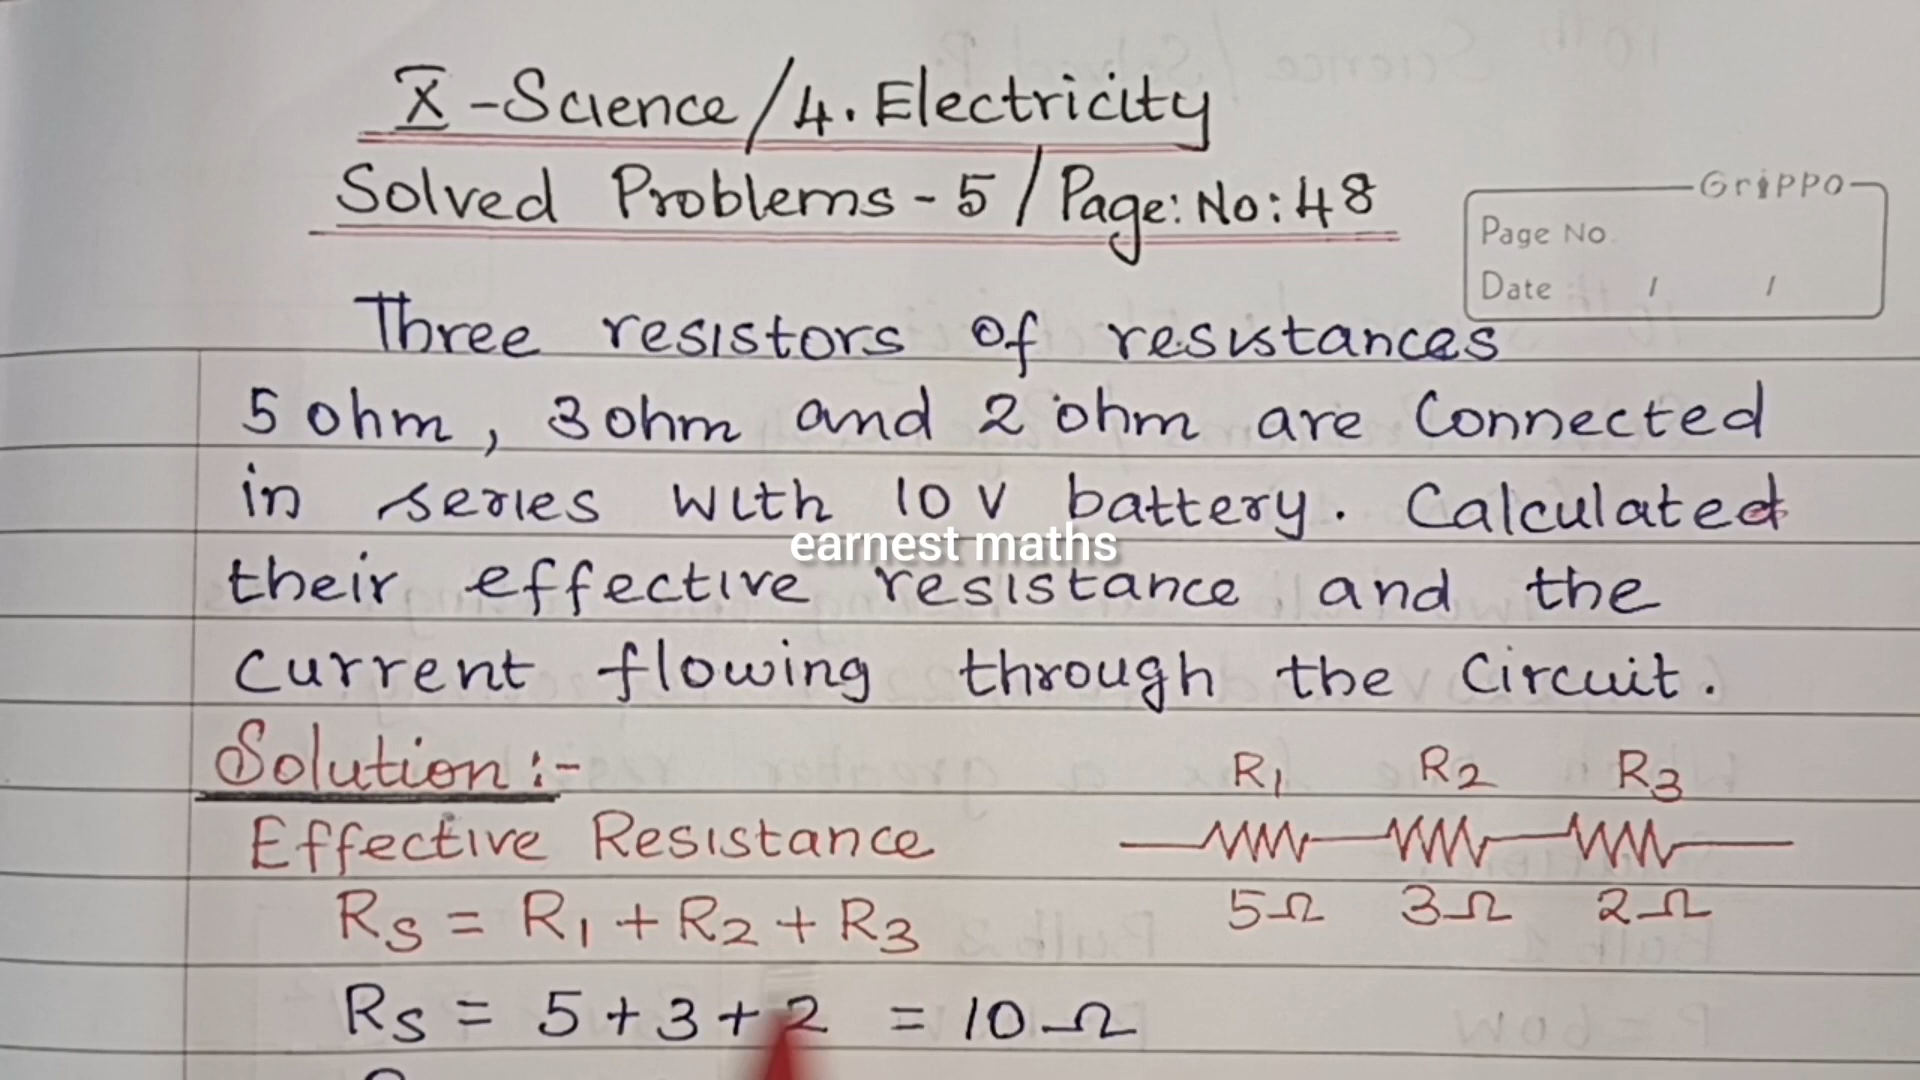 X - Science / 4. Electricity
Solved Problems - 5 / Page: No: 48
Grippo
Page No.
Date / /
Three resistors of resistances
5 ohm, 3 ohm and 2 ohm are Connected
in series with 10 V battery. Calculated
earnest maths
their effective resistance and the
current flowing through the Circuit.
Solution :-
R1 R2 R3
Effective Resistance
RS = R1 + R2 + R3
5Ω 3Ω 2Ω
RS = 5 + 3 + 2 = 10 Ω